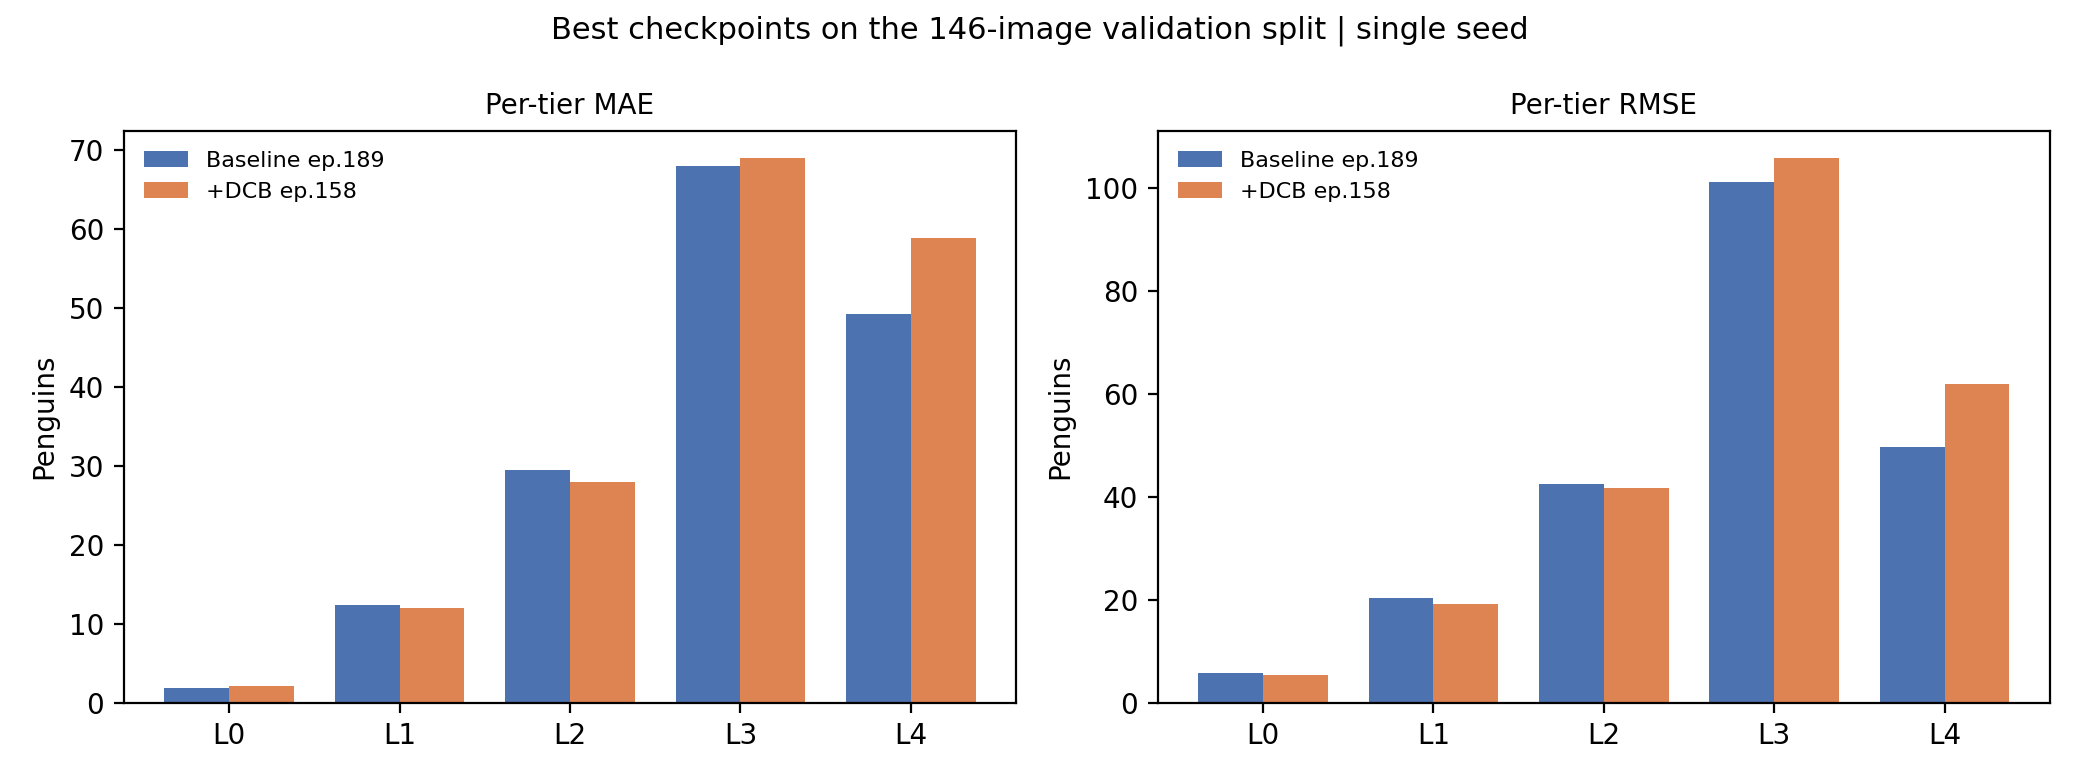 Best checkpoints on the 146-image validation split | single seed
Per-tier MAE
70
60
50
40
30
20
10
0
Penguins
Baseline ep.189
+DCB ep.158
L0 L1 L2 L3 L4
Per-tier RMSE
100
80
60
40
20
0
Penguins
Baseline ep.189
+DCB ep.158
L0 L1 L2 L3 L4